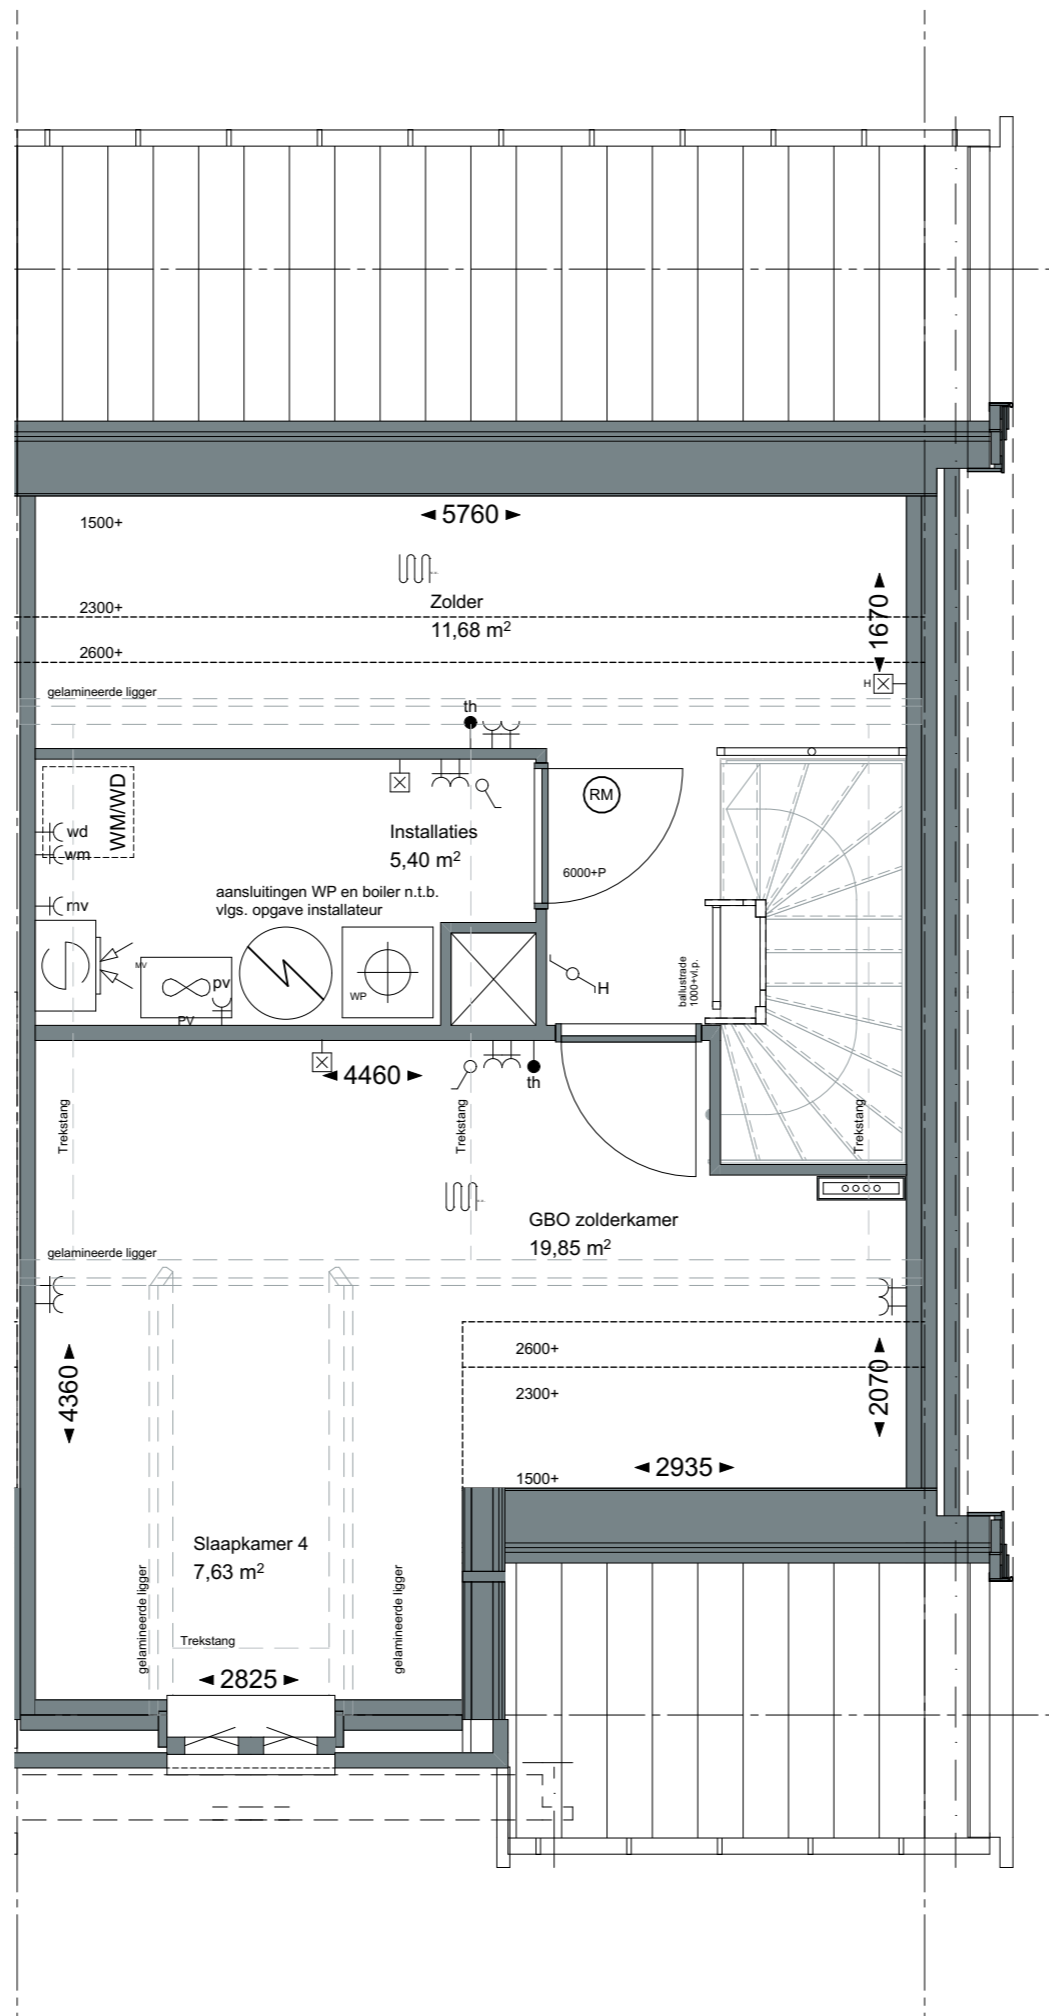 1500+
5760
Zolder
11,68 m²
2300+
1670
2600+
H
gelamineerde ligger
th
WM/WD
wd
wm
Installaties
5,40 m²
RM
6000+P
aansluitingen WP en boiler n.t.b.
vlgs. opgave installateur
mv
MV
pv
PV
WP
H
ballustrade
1000+vl.p.
4460
th
Trekstang
Trekstang
Trekstang
GBO zolderkamer
19,85 m²
gelamineerde ligger
2600+
4360
2300+
2070
2935
1500+
Slaapkamer 4
7,63 m²
gelamineerde ligger
gelamineerde ligger
Trekstang
2825